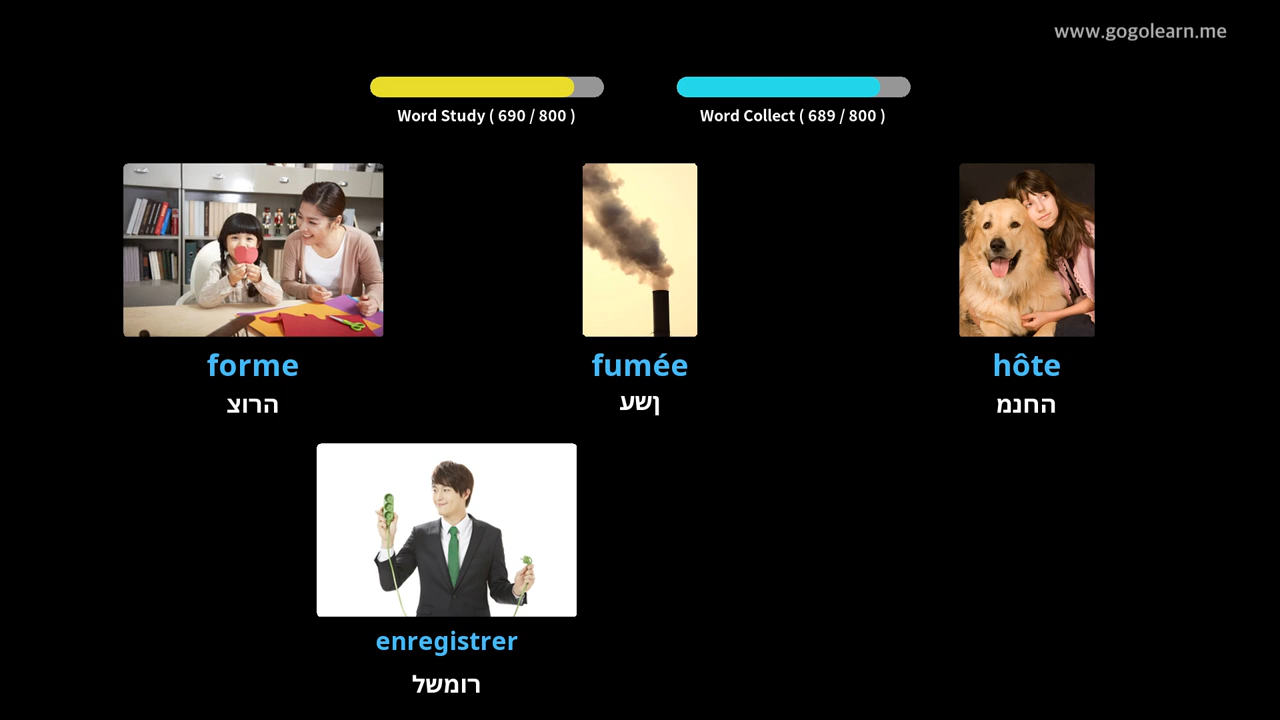 www.gogolearn.me
Word Study ( 690 / 800 )
Word Collect ( 689 / 800 )
forme
הרוצ
fumée
ןשע
hôte
החנמ
enregistrer
רומשל